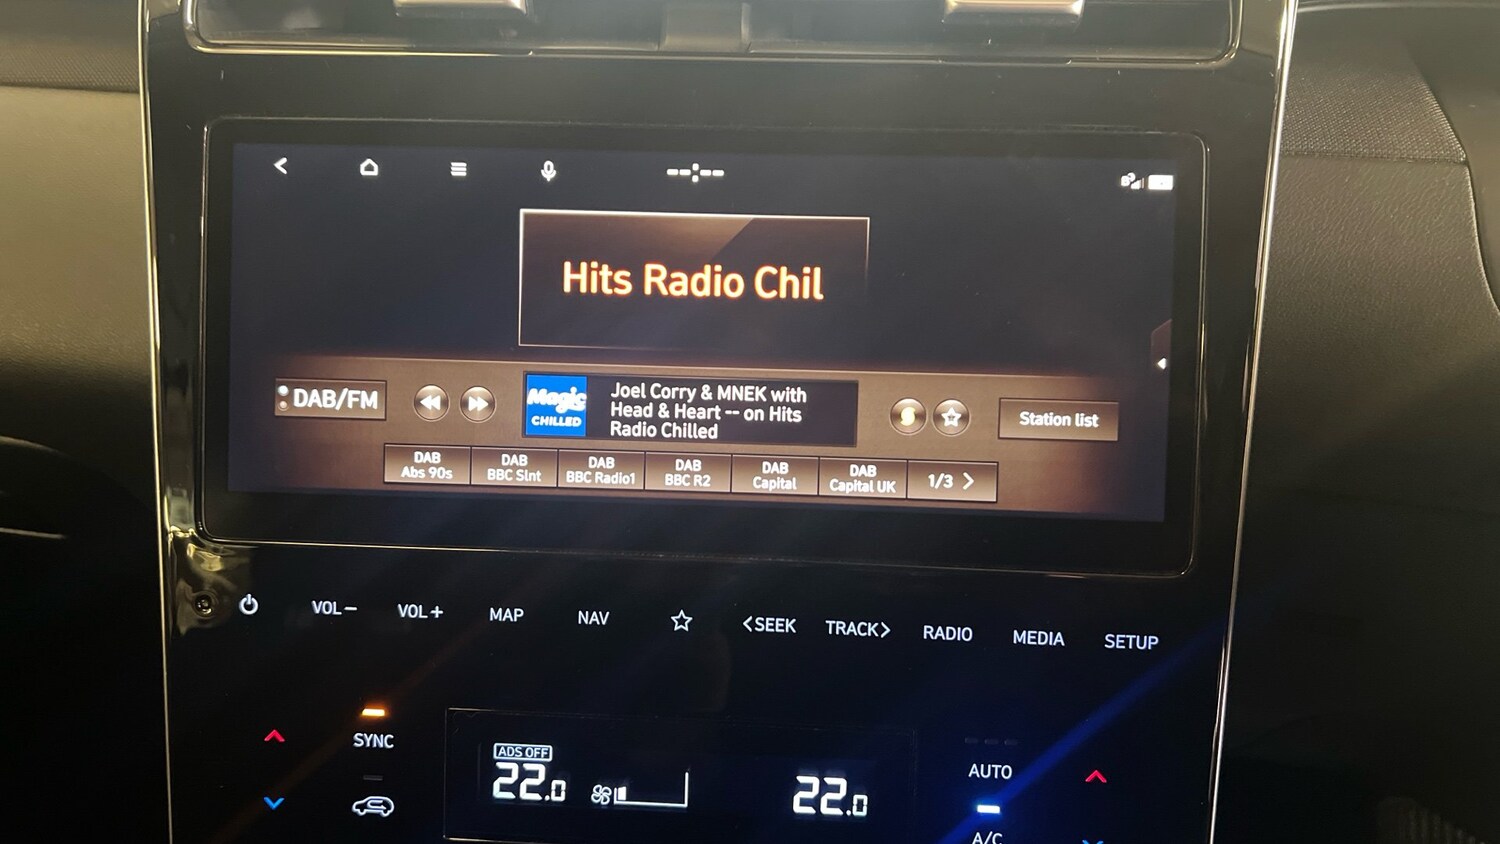 --:--
Hits Radio Chil
DAB/FM
Magic
CHILLED
Joel Corry & MNEK with
Head & Heart -- on Hits
Radio Chilled
Station list
DAB
Abs 90s
DAB
BBC 5lnt
DAB
BBC Radio1
DAB
BBC R2
DAB
Capital
DAB
Capital UK
1/3 >
VOL−
VOL+
MAP
NAV
<SEEK
TRACK>
RADIO
MEDIA
SETUP
SYNC
ADS OFF
22.0
22.0
AUTO
A/C